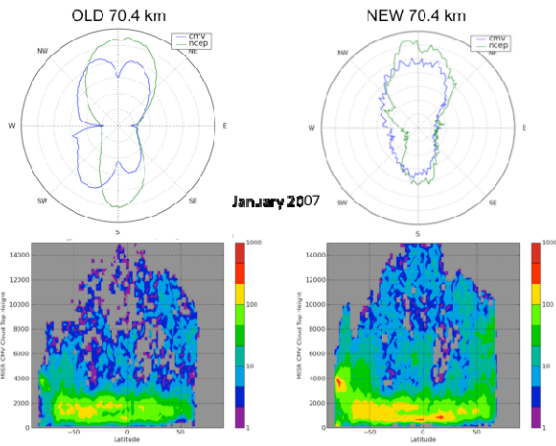 OLD 70.4 km
NEW 70.4 km
cmv
ncep
NW
NE
W
E
SW
SE
S
cmv
ncep
NW
NE
W
E
SW
SE
S
January 2007
MISR CMV Cloud Top Height
14000
12000
10000
8000
6000
4000
2000
0
−50
0
50
Latitude
1000
100
10
1
MISR CMV Cloud Top Height
14000
12000
10000
8000
6000
4000
2000
0
−50
0
50
Latitude
1000
100
10
1